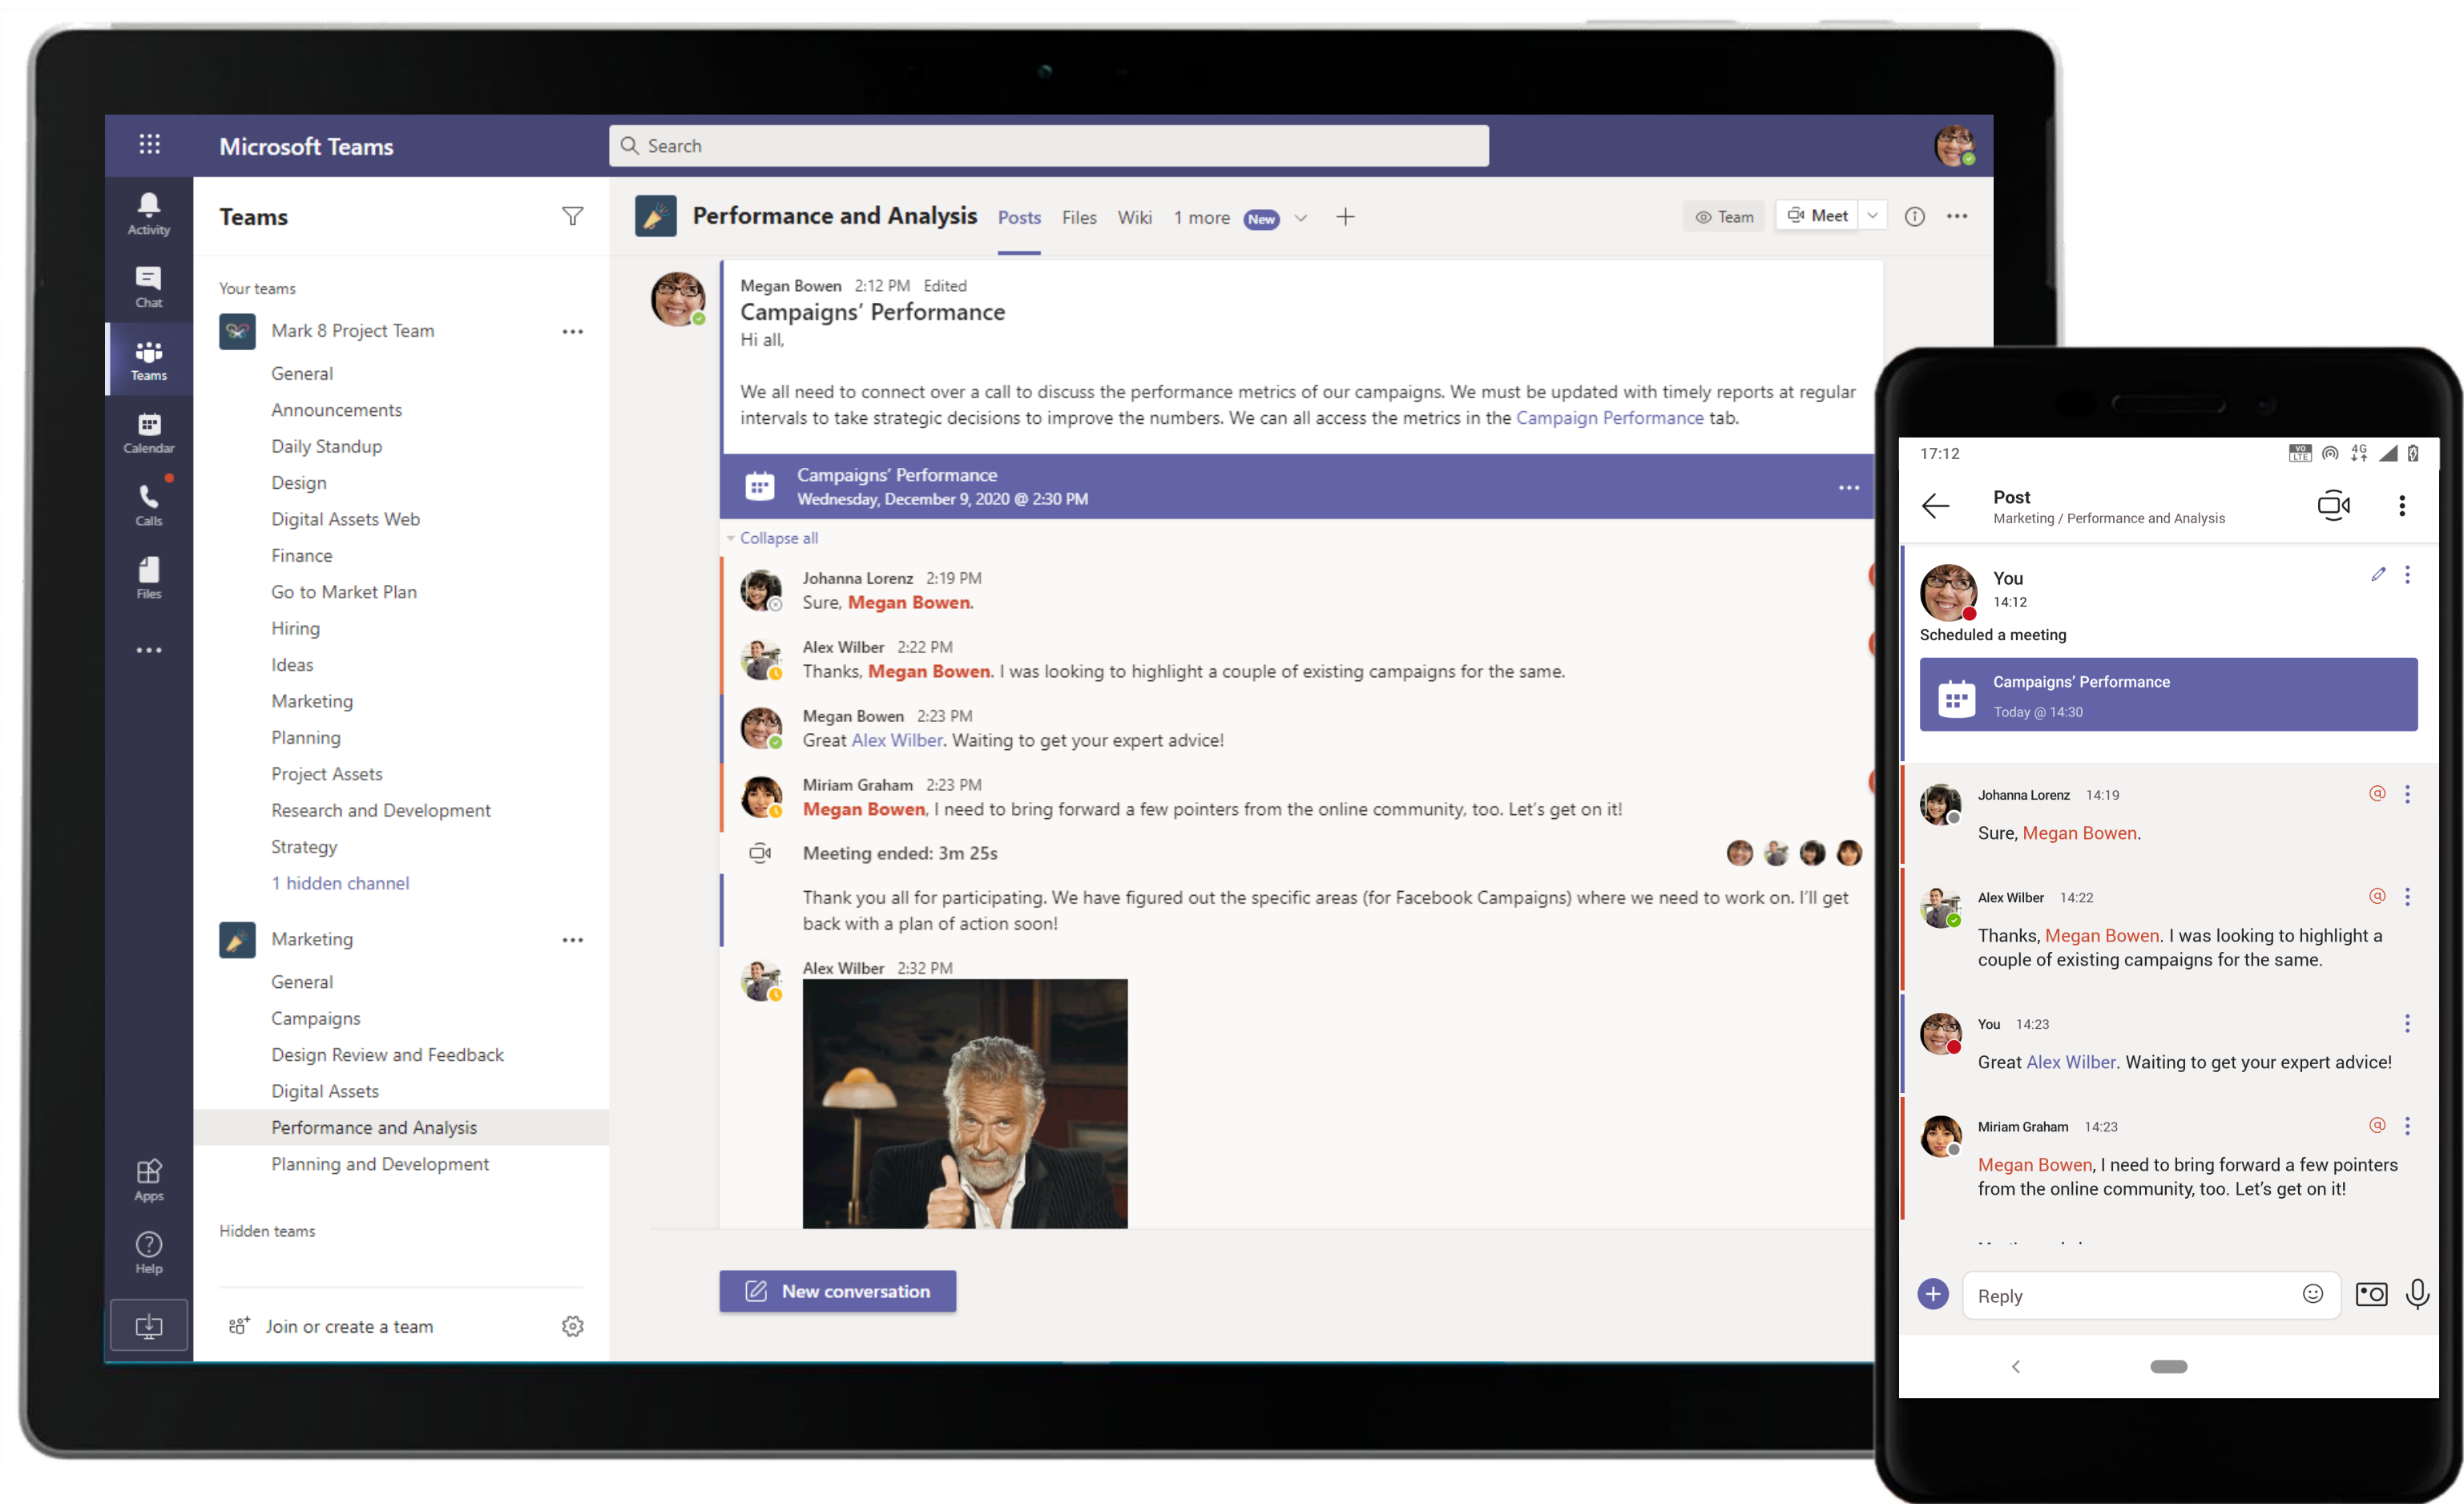 Microsoft Teams
Search
Activity
Chat
Teams
Calendar
Calls
Files
Apps
Help
Teams
Your teams
Mark 8 Project Team
General
Announcements
Daily Standup
Design
Digital Assets Web
Finance
Go to Market Plan
Hiring
Ideas
Marketing
Planning
Project Assets
Research and Development
Strategy
1 hidden channel
Marketing
General
Campaigns
Design Review and Feedback
Digital Assets
Performance and Analysis
Planning and Development
Hidden teams
Join or create a team
Performance and Analysis Posts Files Wiki 1 more New
Team Meet
Megan Bowen 2:12 PM Edited
Campaigns’ Performance
Hi all,
We all need to connect over a call to discuss the performance metrics of our campaigns. We must be updated with timely reports at regular
intervals to take strategic decisions to improve the numbers. We can all access the metrics in the Campaign Performance tab.
Campaigns’ Performance
Wednesday, December 9, 2020 @ 2:30 PM
Collapse all
Johanna Lorenz 2:19 PM
Sure, Megan Bowen.
Alex Wilber 2:22 PM
Thanks, Megan Bowen. I was looking to highlight a couple of existing campaigns for the same.
Megan Bowen 2:23 PM
Great Alex Wilber. Waiting to get your expert advice!
Miriam Graham 2:23 PM
Megan Bowen, I need to bring forward a few pointers from the online community, too. Let’s get on it!
Meeting ended: 3m 25s
Thank you all for participating. We have figured out the specific areas (for Facebook Campaigns) where we need to work on. I’ll get
back with a plan of action soon!
Alex Wilber 2:32 PM
New conversation
17:12 VO LTE 4G
Post
Marketing / Performance and Analysis
You
14:12
Scheduled a meeting
Campaigns’ Performance
Today @ 14:30
Johanna Lorenz 14:19 @
Sure, Megan Bowen.
Alex Wilber 14:22 @
Thanks, Megan Bowen. I was looking to highlight a
couple of existing campaigns for the same.
You 14:23
Great Alex Wilber. Waiting to get your expert advice!
Miriam Graham 14:23 @
Megan Bowen, I need to bring forward a few pointers
from the online community, too. Let’s get on it!
Reply